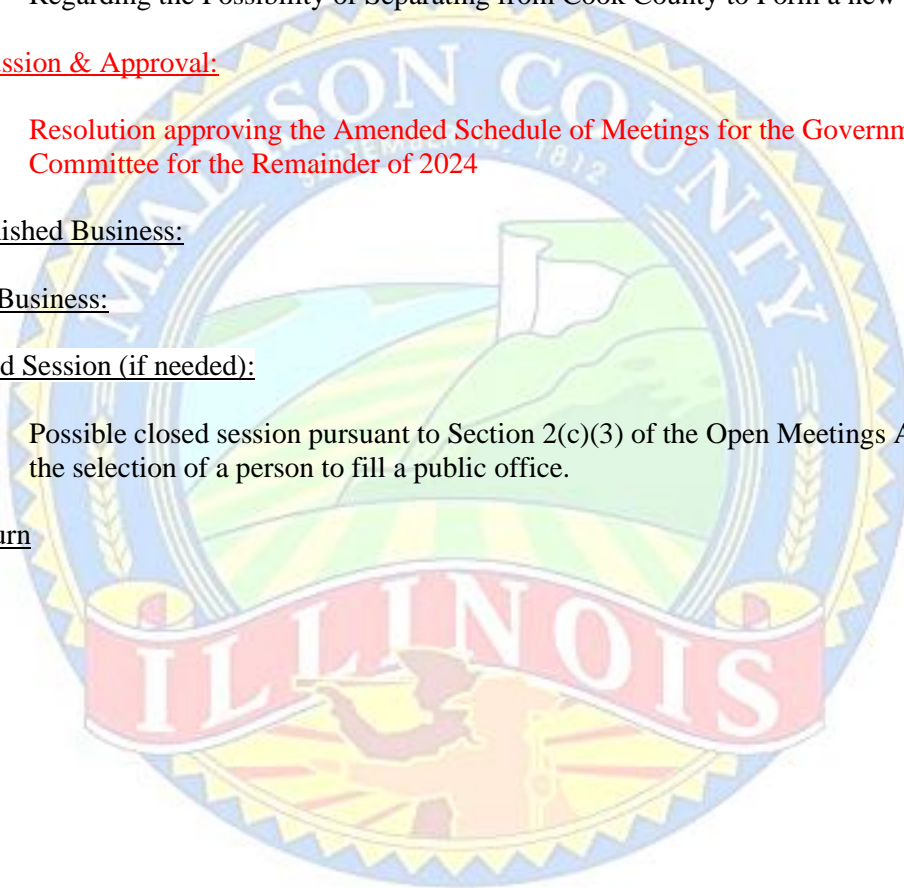 Regarding the Possibility of Separating from Cook County to Form a new
ssion & Approval:
Resolution approving the Amended Schedule of Meetings for the Governm
Committee for the Remainder of 2024
ished Business:
Business:
d Session (if needed):
Possible closed session pursuant to Section 2(c)(3) of the Open Meetings A
the selection of a person to fill a public office.
urn
MADISON COUNTY
SEPTEMBER 14, 1812
ILLINOIS